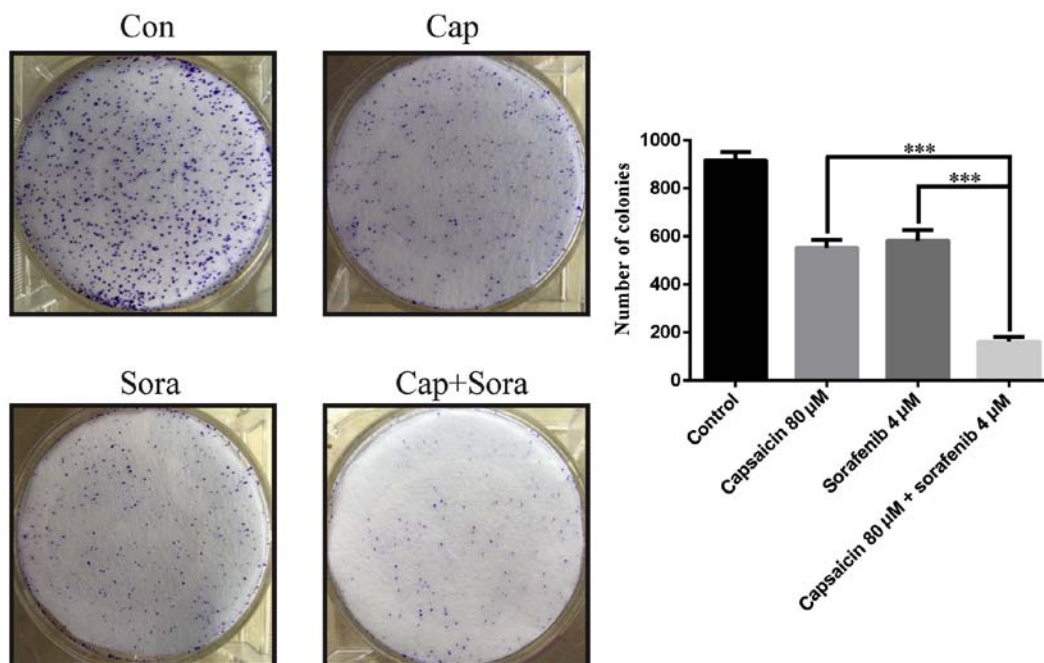 Con
Cap
Sora
Cap+Sora
Number of colonies
1000
800
600
400
200
0
***
***
Control
Capsaicin 80 µM
Sorafenib 4 µM
Capsaicin 80 µM + sorafenib 4 µM